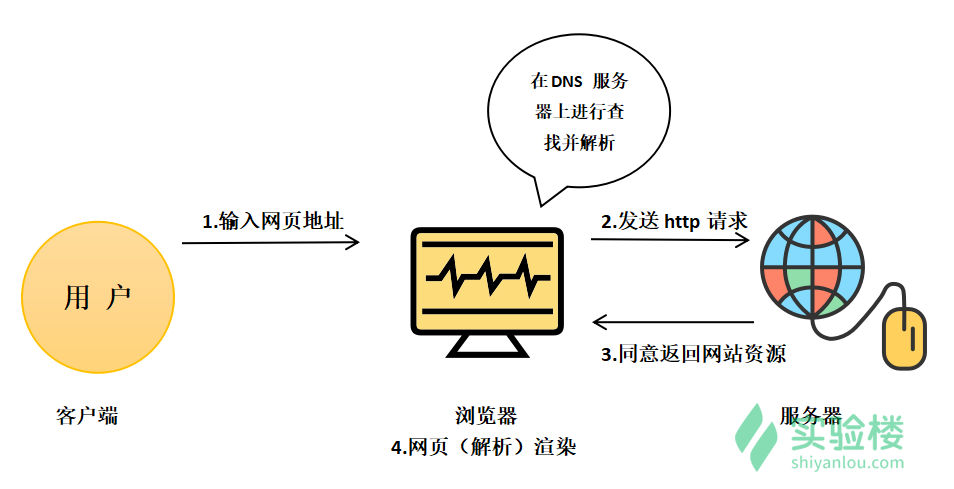 在 DNS 服务
器上进行查
找并解析
1.输入网页地址
2.发送 http 请求
用 户
3.同意返回网站资源
客户端
浏览器
服务器
4.网页（解析）渲染
实验楼
shiyanlou.com